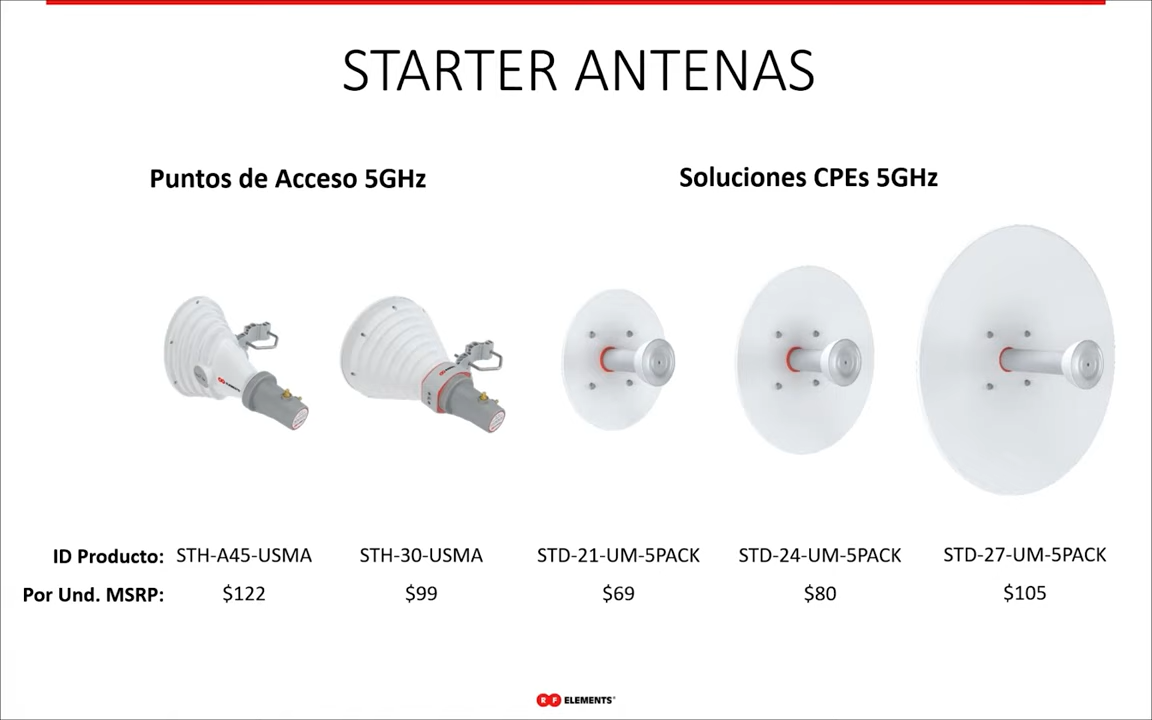 STARTER ANTENAS
Puntos de Acceso 5GHz
Soluciones CPEs 5GHz
ID Producto: STH-A45-USMA STH-30-USMA STD-21-UM-5PACK STD-24-UM-5PACK STD-27-UM-5PACK
Por Und. MSRP: $122 $99 $69 $80 $105
RF ELEMENTS